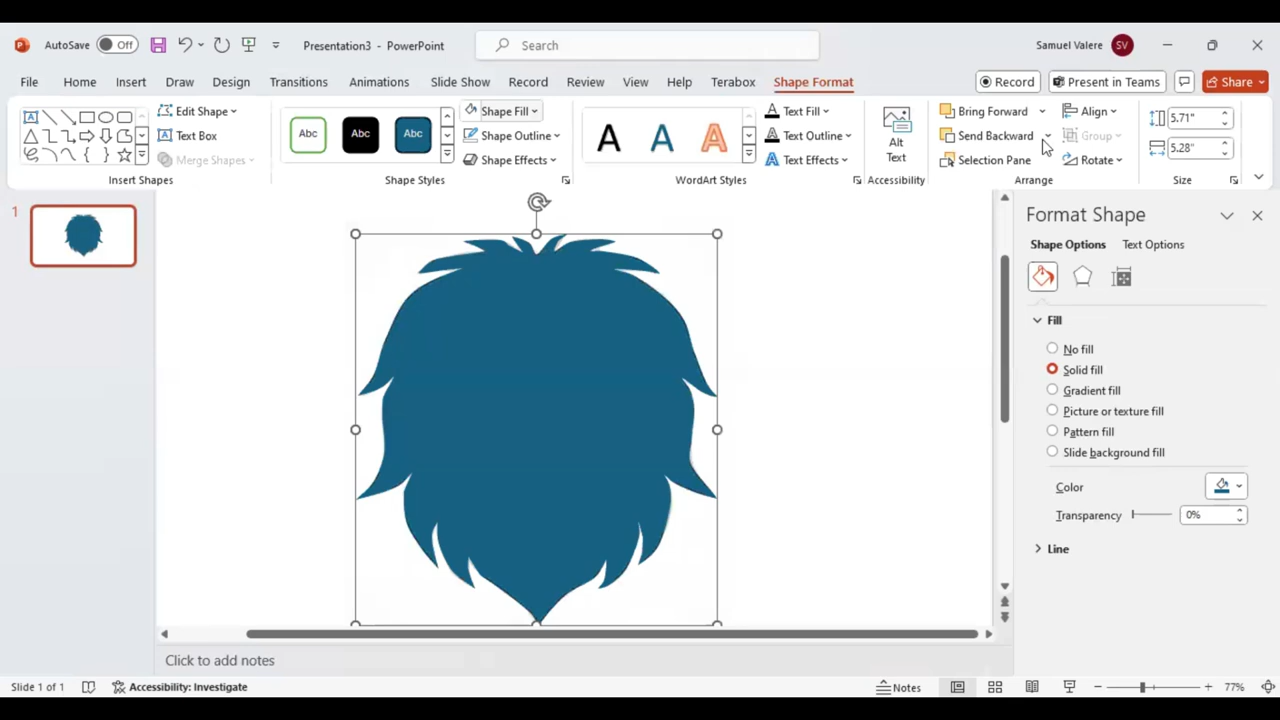 AutoSave Off Presentation3 - PowerPoint Search Samuel Valere SV
File Home Insert Draw Design Transitions Animations Slide Show Record Review View Help Terabox Shape Format Record Present in Teams Share
Edit Shape
Text Box
Merge Shapes
Insert Shapes
Abc Abc Abc
Shape Fill
Shape Outline
Shape Effects
Shape Styles
A A A
Text Fill
Text Outline
Text Effects
WordArt Styles
Alt
Text
Accessibility
Bring Forward
Send Backward
Selection Pane
Align
Group
Rotate
Arrange
5.71"
5.28"
Size
1
Format Shape
Shape Options Text Options
Fill
No fill
Solid fill
Gradient fill
Picture or texture fill
Pattern fill
Slide background fill
Color
Transparency 0%
Line
Click to add notes
Slide 1 of 1 Accessibility: Investigate Notes 77%